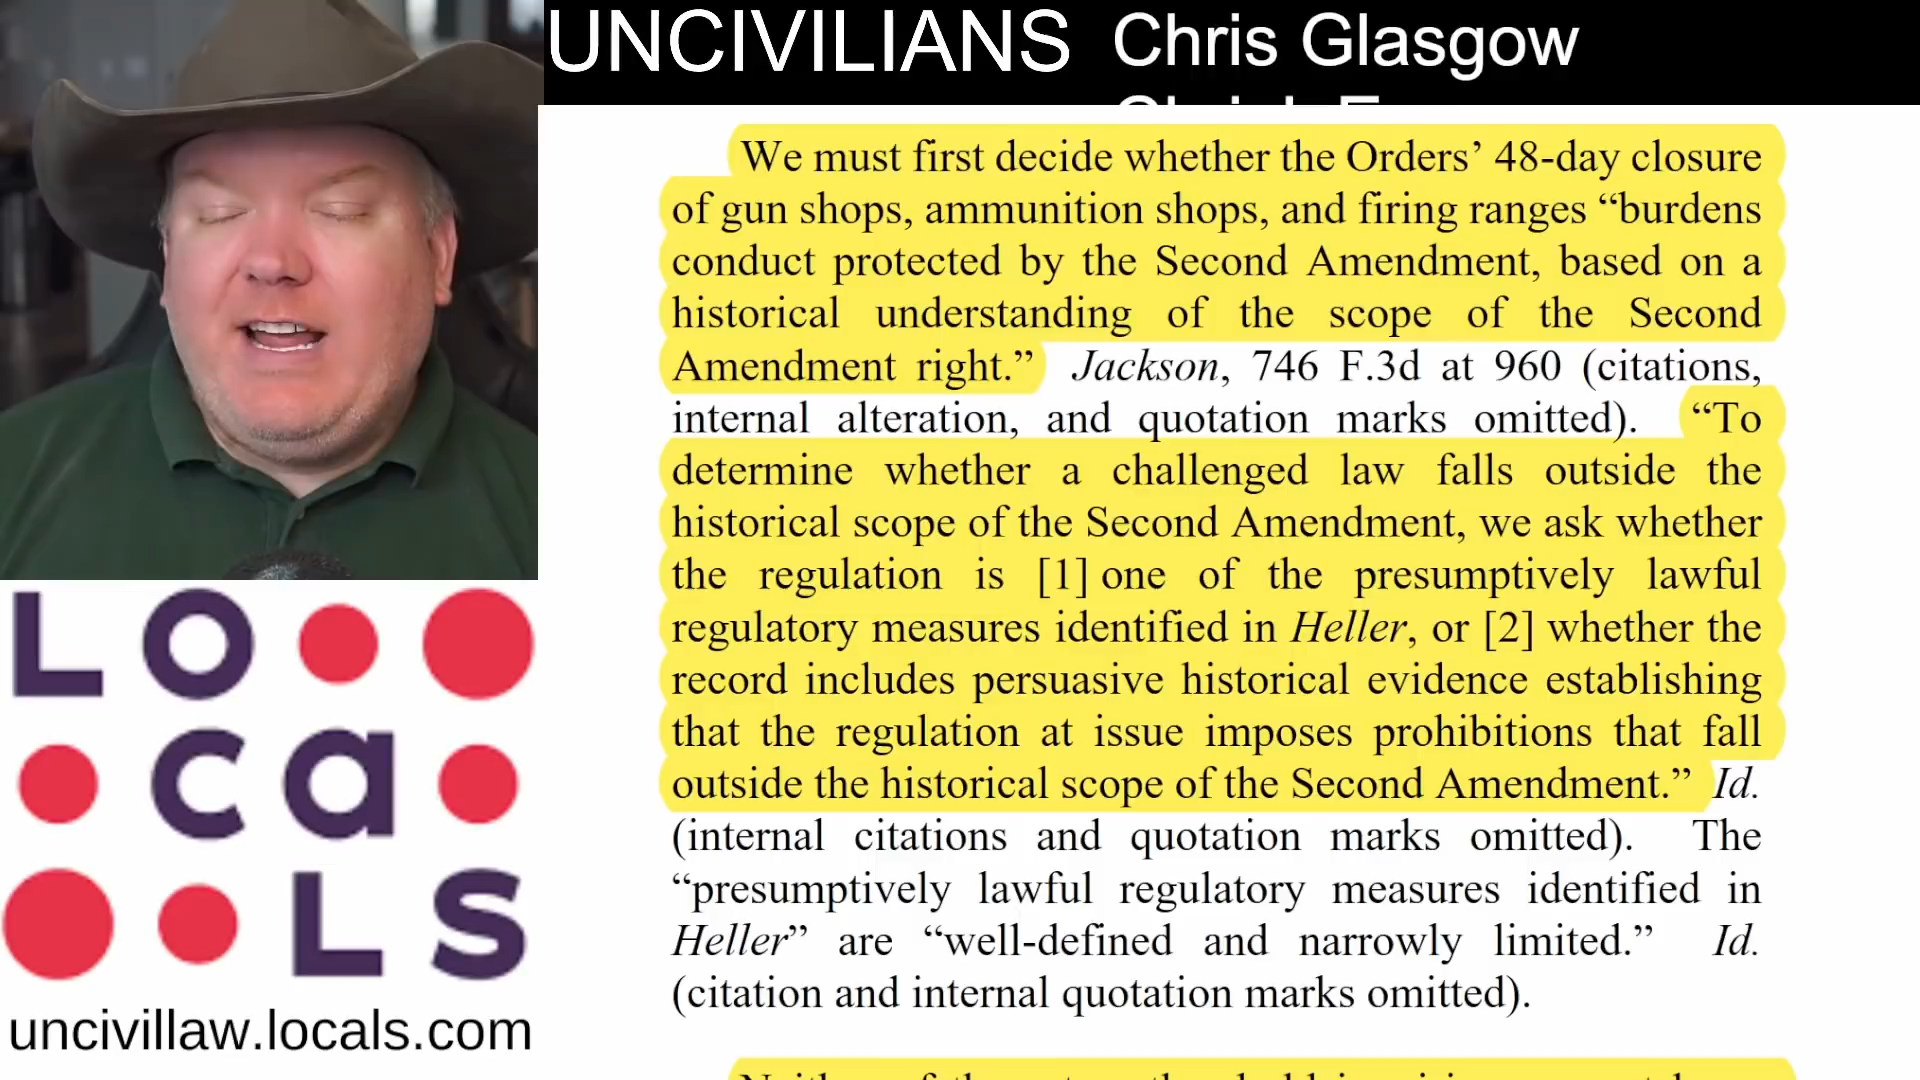 UNCIVILIANS Chris Glasgow
We must first decide whether the Orders’ 48-day closure
of gun shops, ammunition shops, and firing ranges “burdens
conduct protected by the Second Amendment, based on a
historical understanding of the scope of the Second
Amendment right.” Jackson, 746 F.3d at 960 (citations,
internal alteration, and quotation marks omitted). “To
determine whether a challenged law falls outside the
historical scope of the Second Amendment, we ask whether
the regulation is [1] one of the presumptively lawful
regulatory measures identified in Heller, or [2] whether the
record includes persuasive historical evidence establishing
that the regulation at issue imposes prohibitions that fall
outside the historical scope of the Second Amendment.” Id.
(internal citations and quotation marks omitted). The
“presumptively lawful regulatory measures identified in
Heller” are “well-defined and narrowly limited.” Id.
(citation and internal quotation marks omitted).
LO
ca
LS
uncivillaw.locals.com